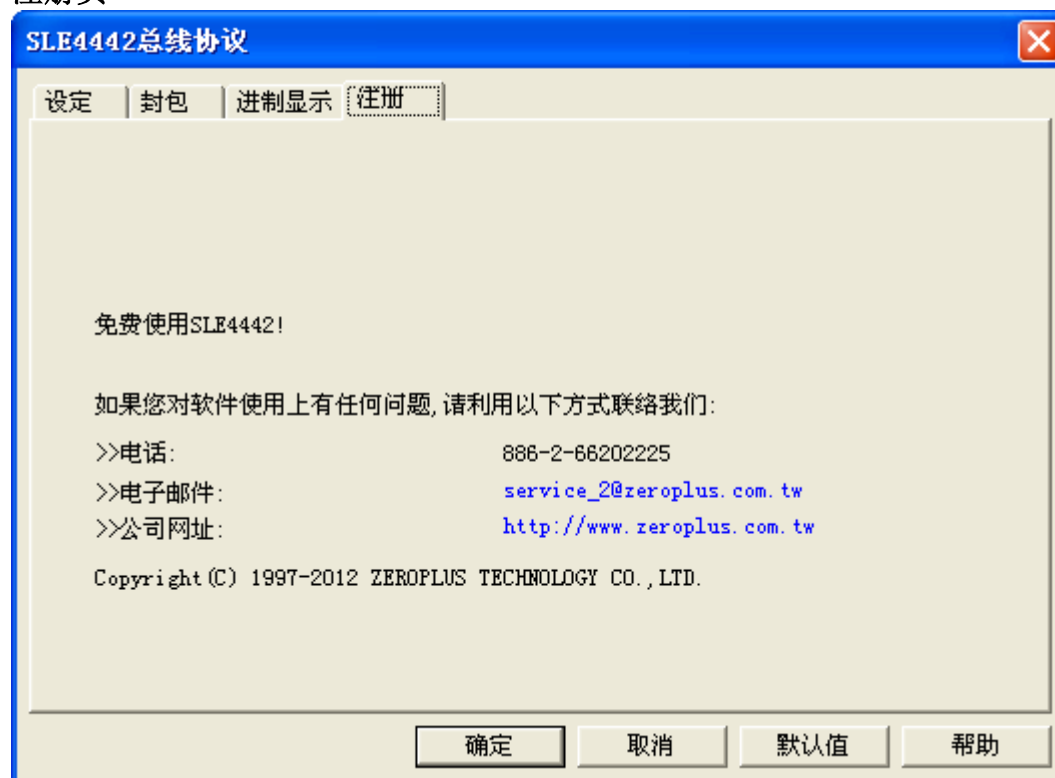 SLE4442总线协议
设定 封包 进制显示 注册
免费使用SLE4442!
如果您对软件使用上有任何问题,请利用以下方式联络我们:
>>电话: 886-2-66202225
>>电子邮件: service_2@zeroplus.com.tw
>>公司网址: http://www.zeroplus.com.tw
Copyright(C) 1997-2012 ZEROPLUS TECHNOLOGY CO.,LTD.
确定 取消 默认值 帮助